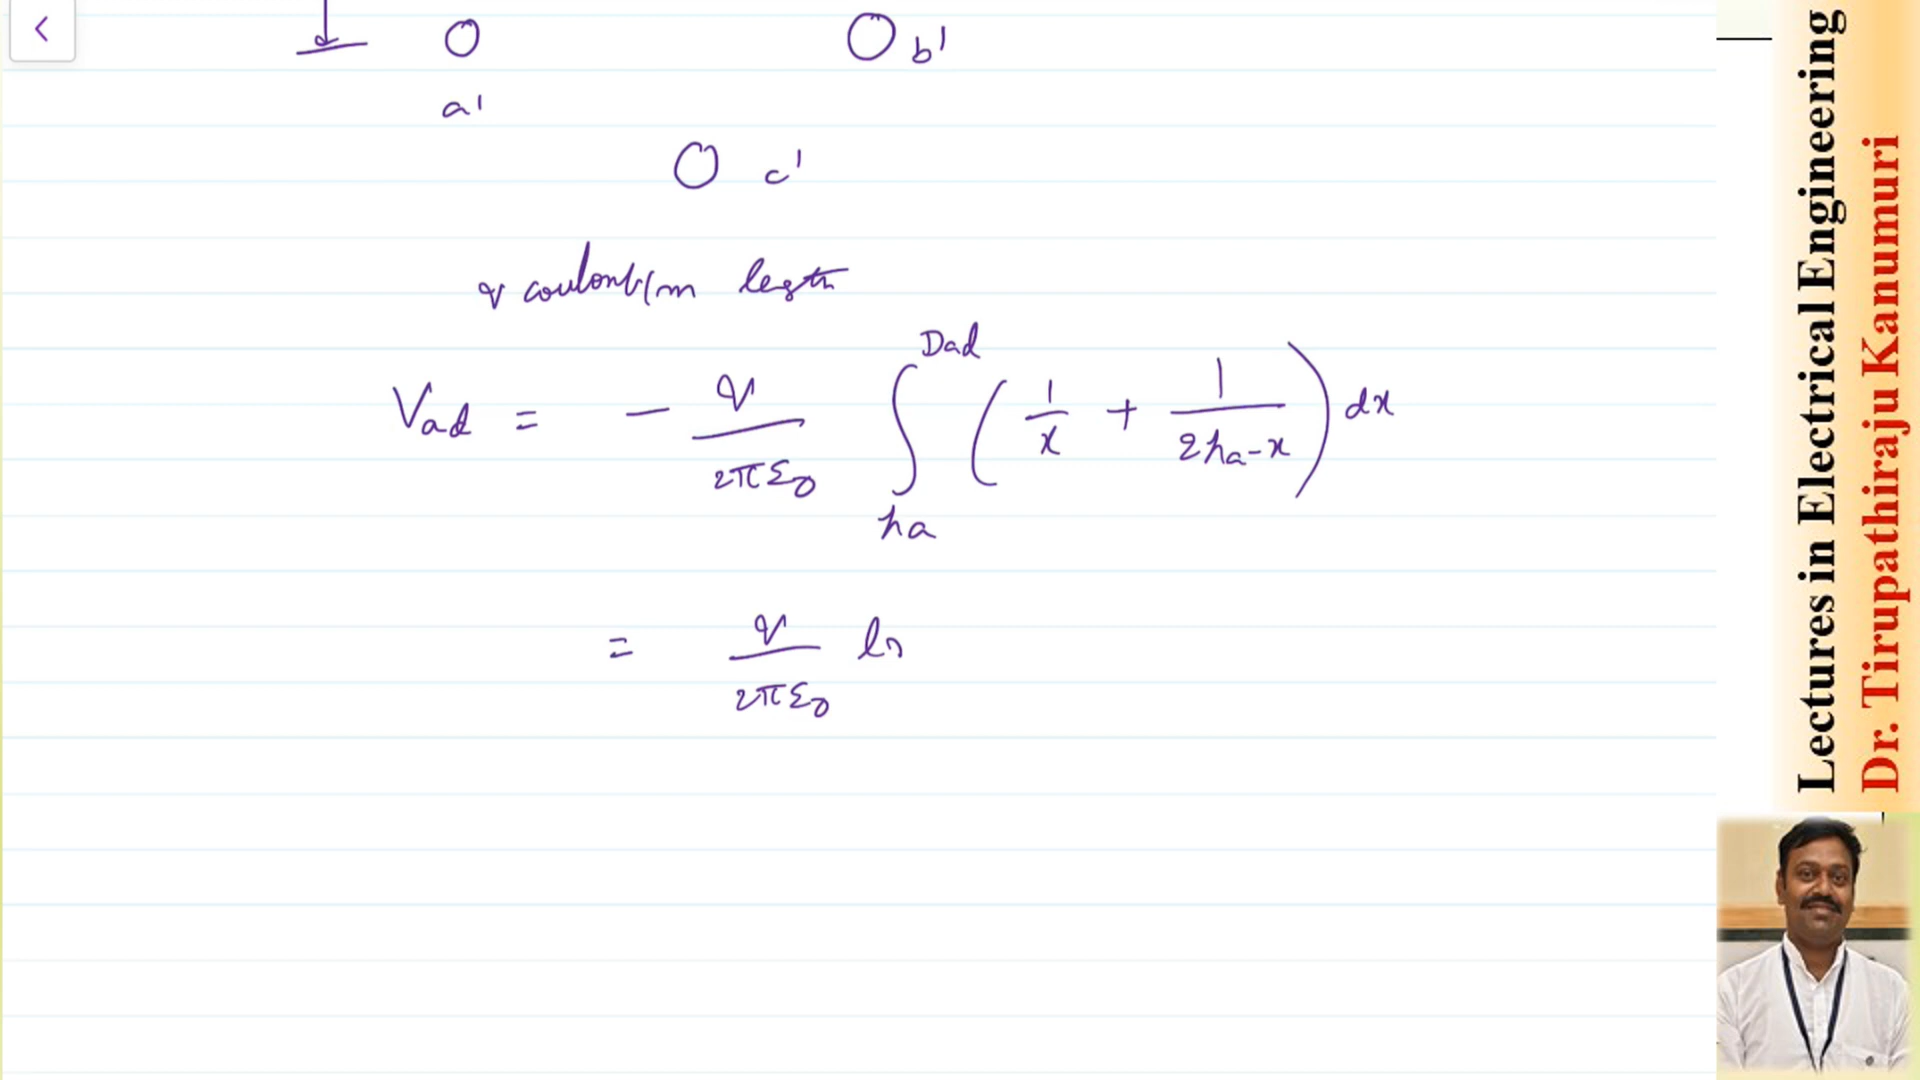 b'
a'
c'
q coulomb/m length
Vad = - q/2πε0 ∫ha^Dad (1/x + 1/2ha-x) dx
= q/2πε0 ln
Lectures in Electrical Engineering
Dr. Tirupathiraju Kanumuri